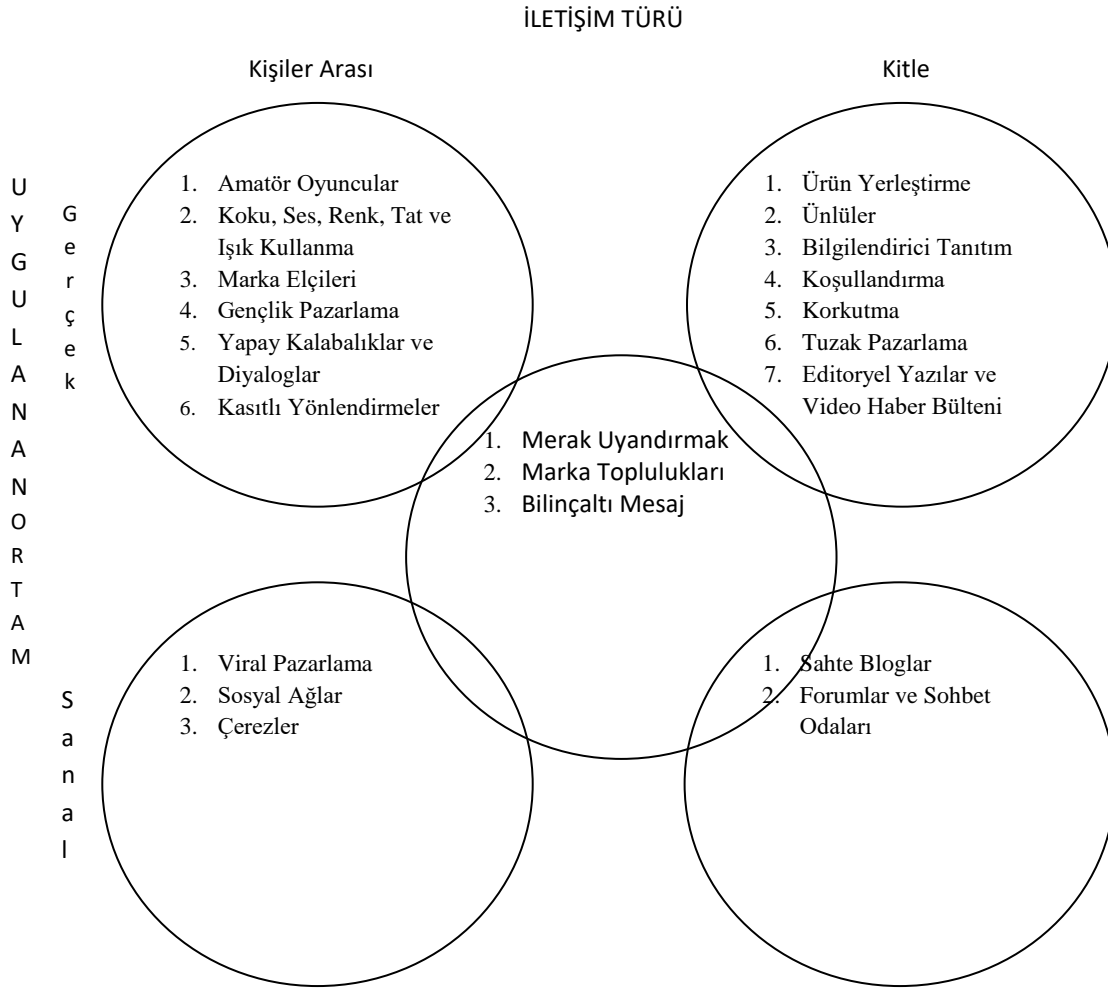 İLETİŞİM TÜRÜ
Kişiler Arası
Kitle
UYGULANANORTAM
Gerçek
1. Amatör Oyuncular
2. Koku, Ses, Renk, Tat ve
Işık Kullanma
3. Marka Elçileri
4. Gençlik Pazarlama
5. Yapay Kalabalıklar ve
Diyaloglar
6. Kasıtlı Yönlendirmeler
1. Ürün Yerleştirme
2. Ünlüler
3. Bilgilendirici Tanıtım
4. Koşullandırma
5. Korkutma
6. Tuzak Pazarlama
7. Editoryel Yazılar ve
Video Haber Bülteni
1. Merak Uyandırmak
2. Marka Toplulukları
3. Bilinçaltı Mesaj
Sanal
1. Viral Pazarlama
2. Sosyal Ağlar
3. Çerezler
1. Sahte Bloglar
2. Forumlar ve Sohbet
Odaları